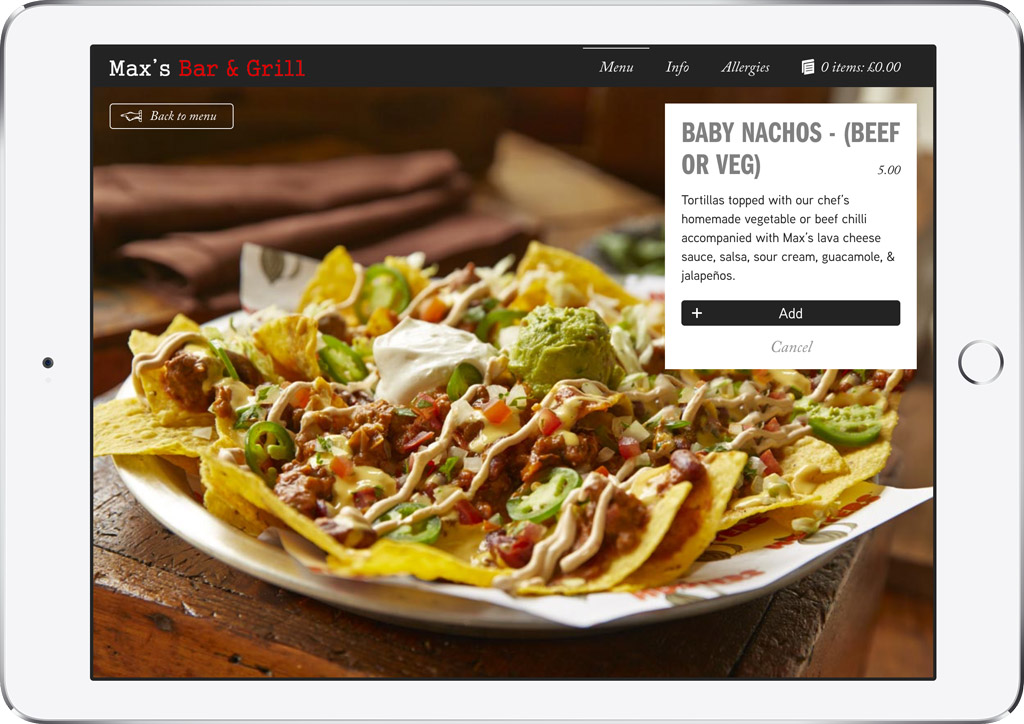 Max's Bar & Grill
Menu Info Allergies 0 items: £0.00
Back to menu
BABY NACHOS - (BEEF
OR VEG)
5.00
Tortillas topped with our chef's
homemade vegetable or beef chilli
accompanied with Max's lava cheese
sauce, salsa, sour cream, guacamole, &
jalapeños.
+ Add
Cancel